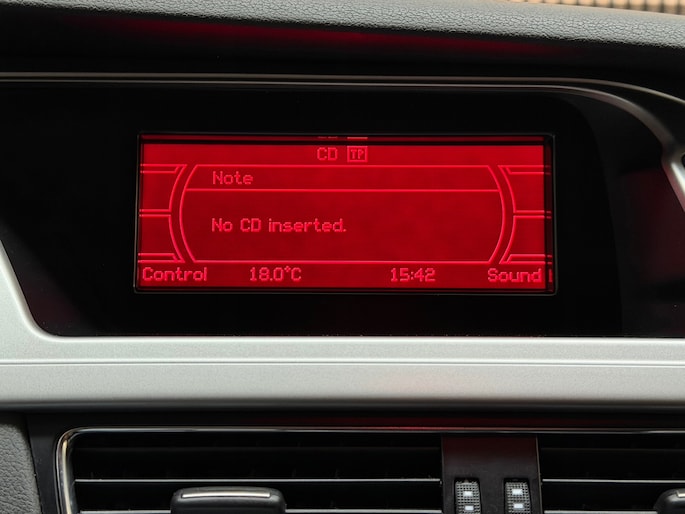 CD TP
Note
No CD inserted.
Control 18.0°C 15:42 Sound